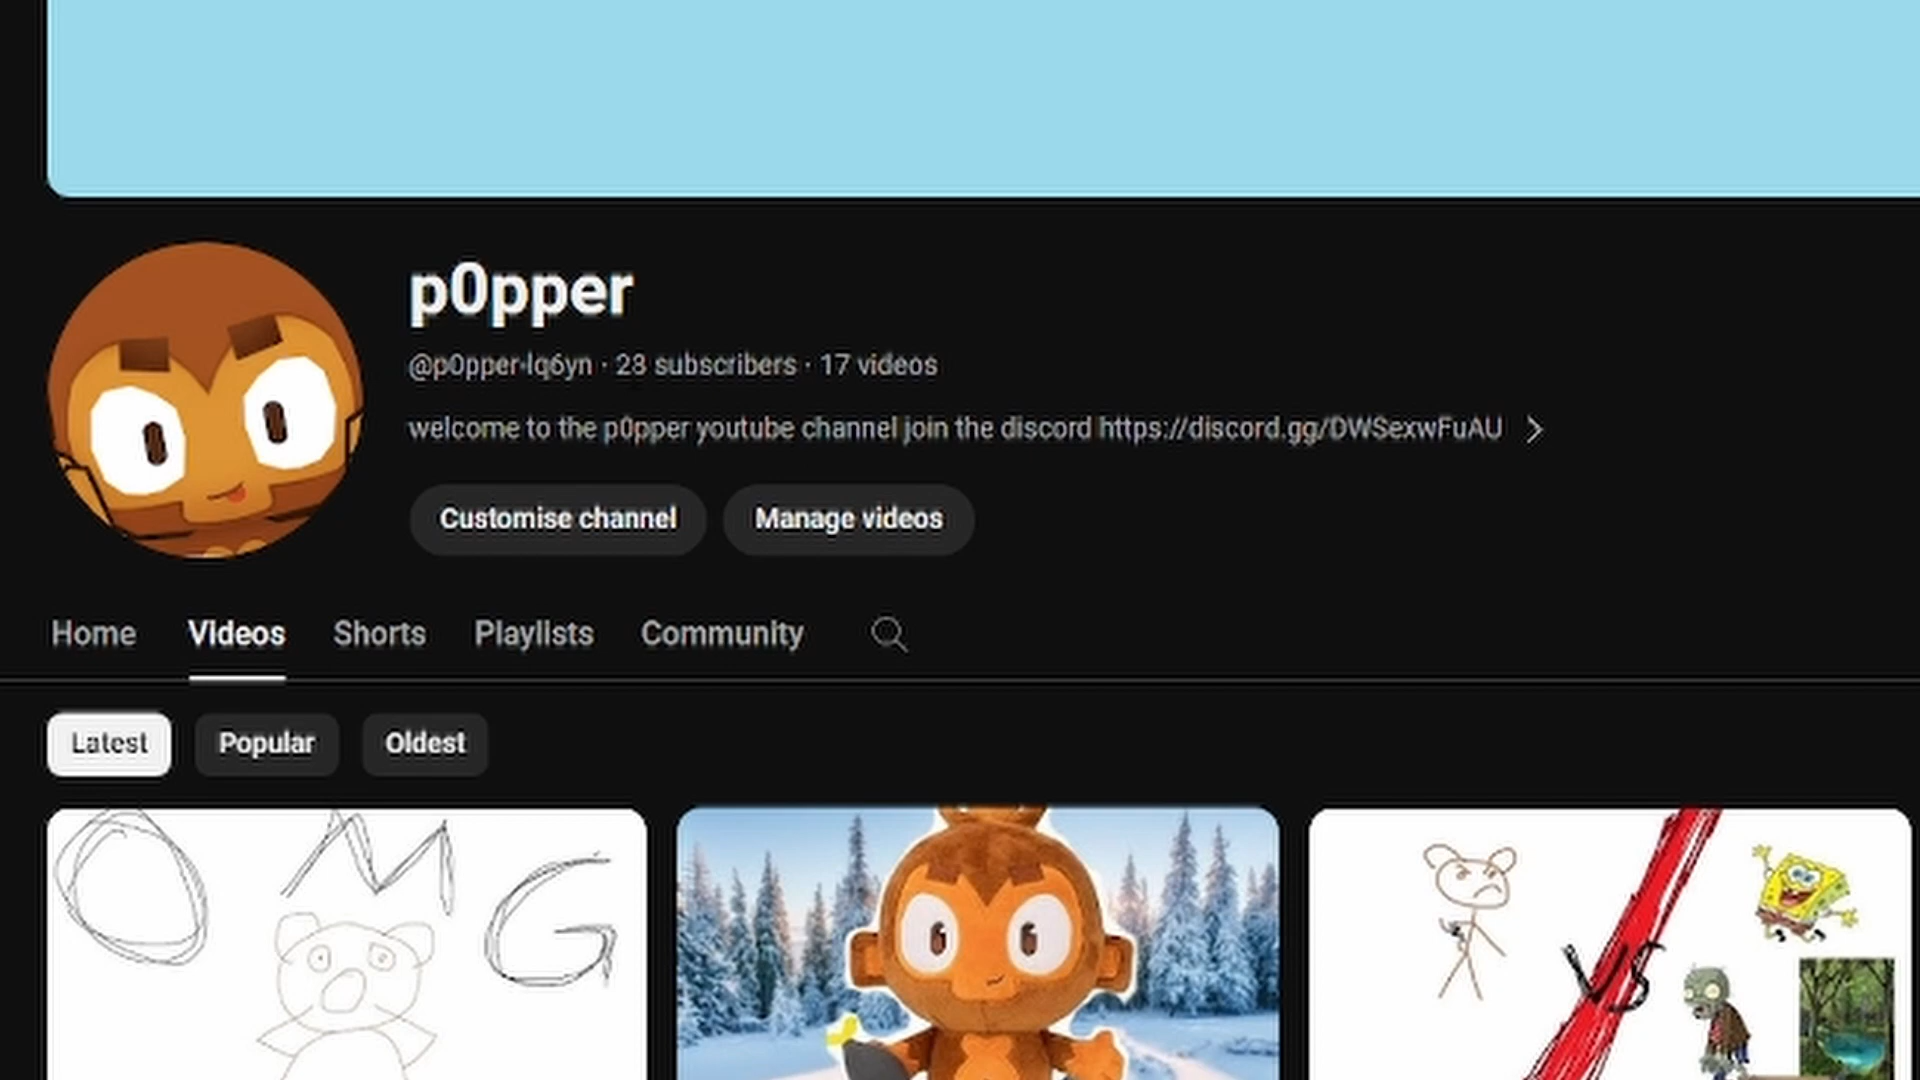 p0pper
@p0pper-lq6yn · 23 subscribers · 17 videos
welcome to the p0pper youtube channel join the discord https://discord.gg/DWSexwFuAU
Customise channel
Manage videos
Home
Videos
Shorts
Playlists
Community
Latest
Popular
Oldest
OMG
VS